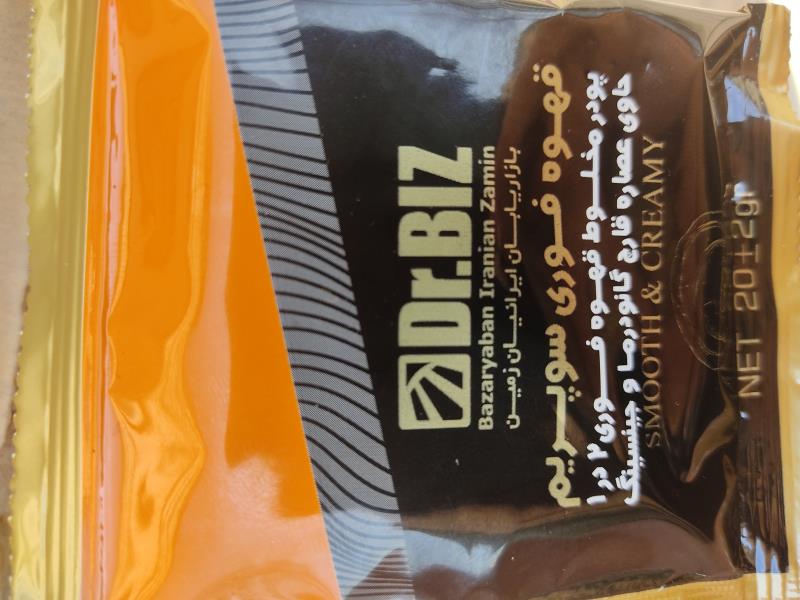 Dr.BIZ
Bazaryaban Iranian Zamin
بازاریابان ایرانیان زمین
قهوه فوری سوپریم
پودر مخلوط قهوه فوری ۲ در ۱
حاوی عصاره قارچ گانودرما و جینسینگ
SMOOTH & CREAMY
NET 20±2gr